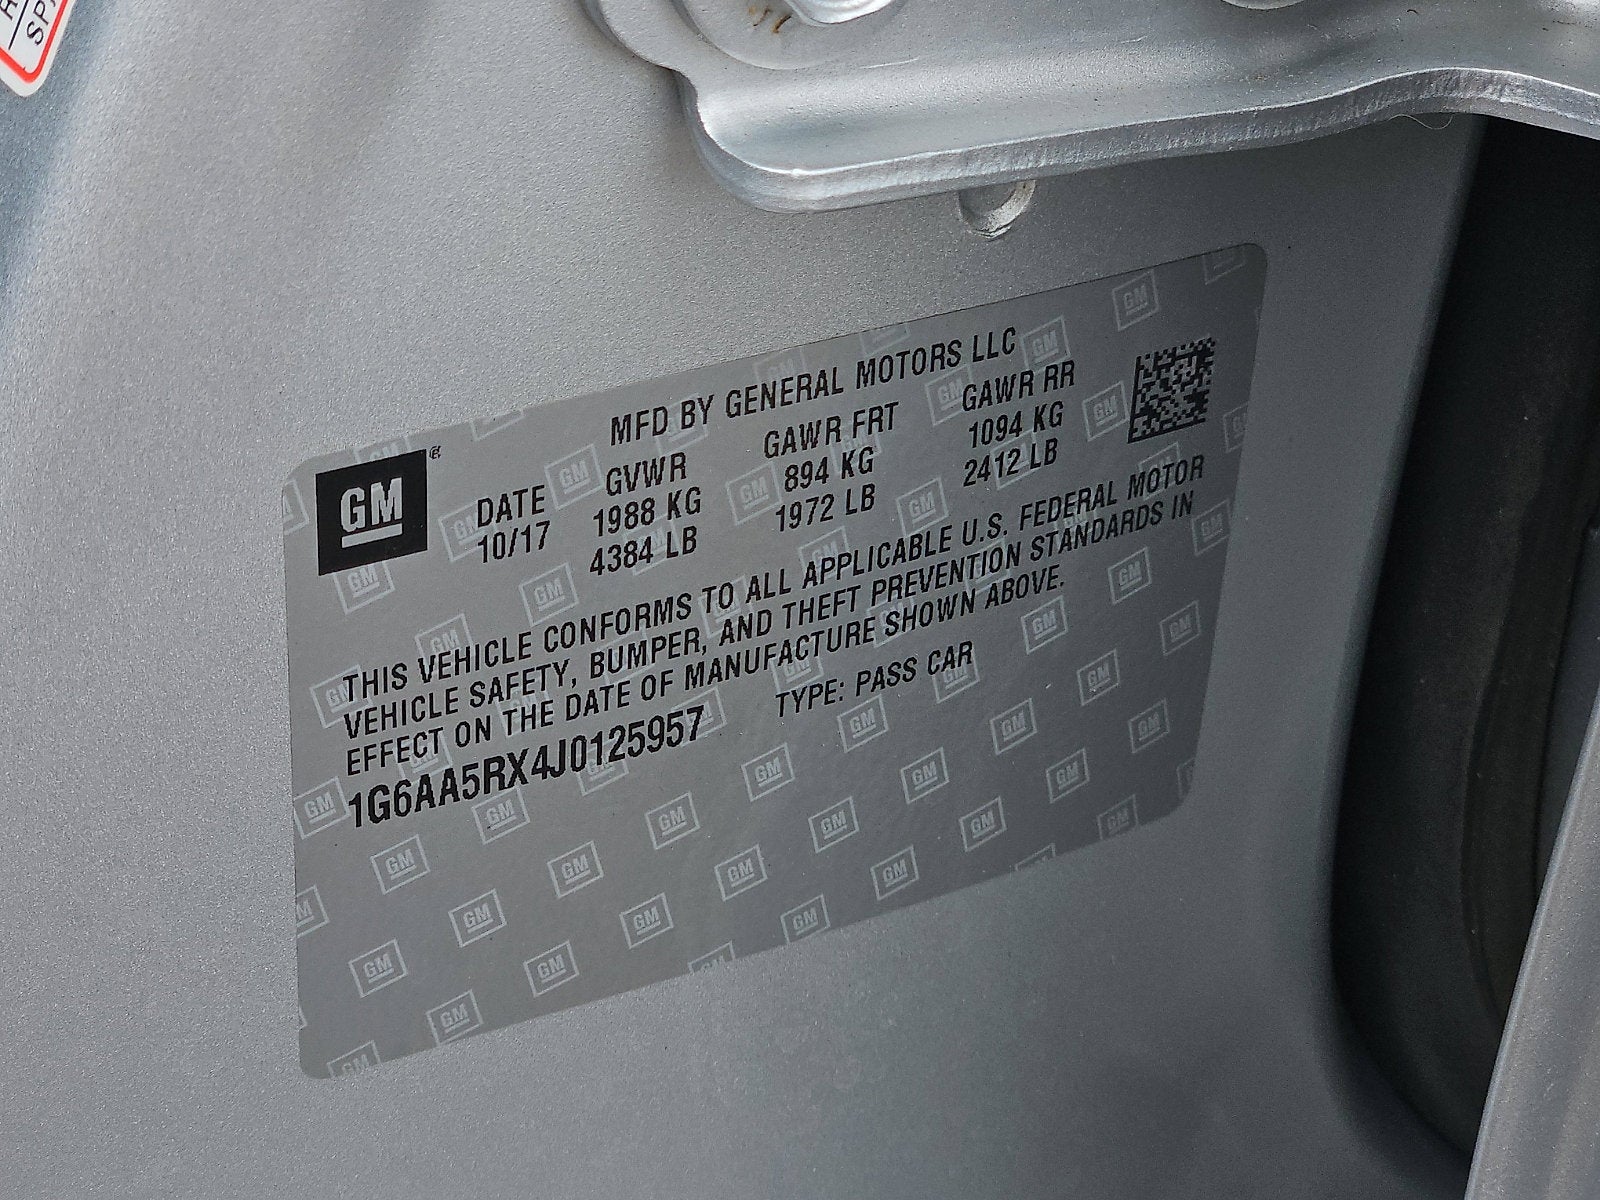 SP
MFD BY GENERAL MOTORS LLC
GM®
DATE GVWR GAWR FRT GAWR RR
10/17 1988 KG 894 KG 1094 KG
4384 LB 1972 LB 2412 LB
THIS VEHICLE CONFORMS TO ALL APPLICABLE U.S. FEDERAL MOTOR
VEHICLE SAFETY, BUMPER, AND THEFT PREVENTION STANDARDS IN
EFFECT ON THE DATE OF MANUFACTURE SHOWN ABOVE.
1G6AA5RX4J0125957 TYPE: PASS CAR